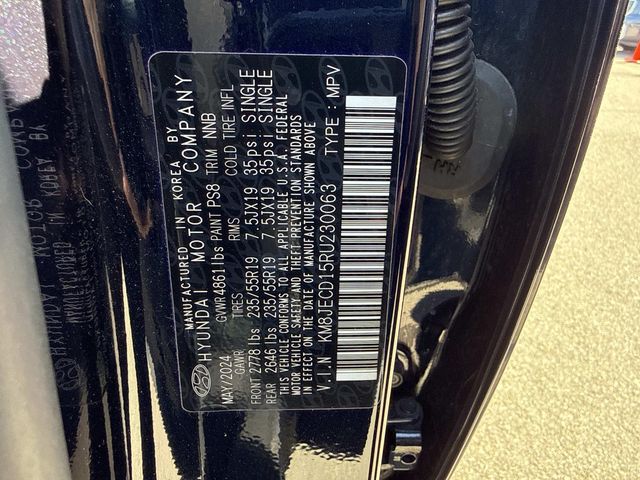 MANUFACTURED IN KOREA BY
HYUNDAI MOTOR COMPANY
MAY/2024 GVWR 4861 lbs PAINT PS8 TRIM NNB
GAWR TIRES RIMS COLD TIRE INFL
FRONT 2778 lbs 235/55R19 7.5JX19 35psi SINGLE
REAR 2646 lbs 235/55R19 7.5JX19 35psi SINGLE
THIS VEHICLE CONFORMS TO ALL APPLICABLE U.S.A. FEDERAL
MOTOR VEHICLE SAFETY AND THEFT PREVENTION STANDARDS
IN EFFECT ON THE DATE OF MANUFACTURE SHOWN ABOVE
V.I.N KM8JECD15RU230063 TYPE : MPV